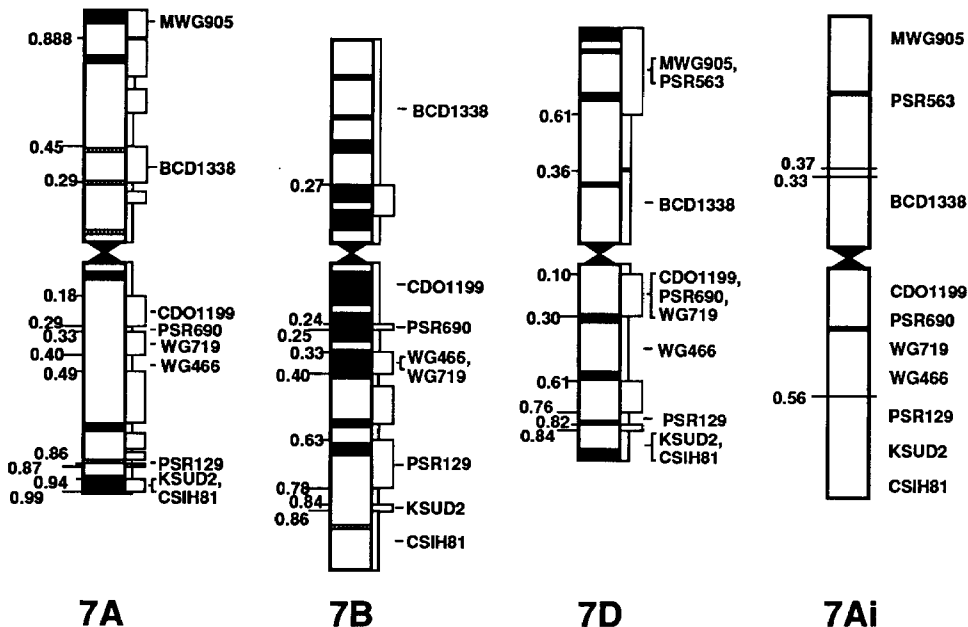 MWG905
0.888
0.45
BCD1338
0.29
0.18
CDO1199
0.29
PSR690
0.33
WG719
0.40
WG466
0.49
0.86
PSR129
0.87
0.94
KSUD2,
CSIH81
0.99
7A
BCD1338
0.27
CDO1199
0.24
PSR690
0.25
0.33
WG466,
WG719
0.40
0.63
PSR129
0.78
0.84
KSUD2
0.86
CSIH81
7B
MWG905,
PSR563
0.61
0.36
BCD1338
0.10
CDO1199,
PSR690,
WG719
0.30
WG466
0.61
0.76
PSR129
0.82
0.84
KSUD2,
CSIH81
7D
MWG905
PSR563
0.37
0.33
BCD1338
CDO1199
PSR690
WG719
WG466
0.56
PSR129
KSUD2
CSIH81
7Ai